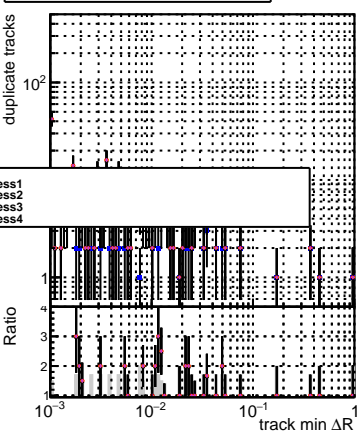 duplicate tracks
10²
ess1
ess2
ess3
ess4
1
Ratio
4
3
2
1
10⁻³ 10⁻² 10⁻¹ 1
track min ΔR